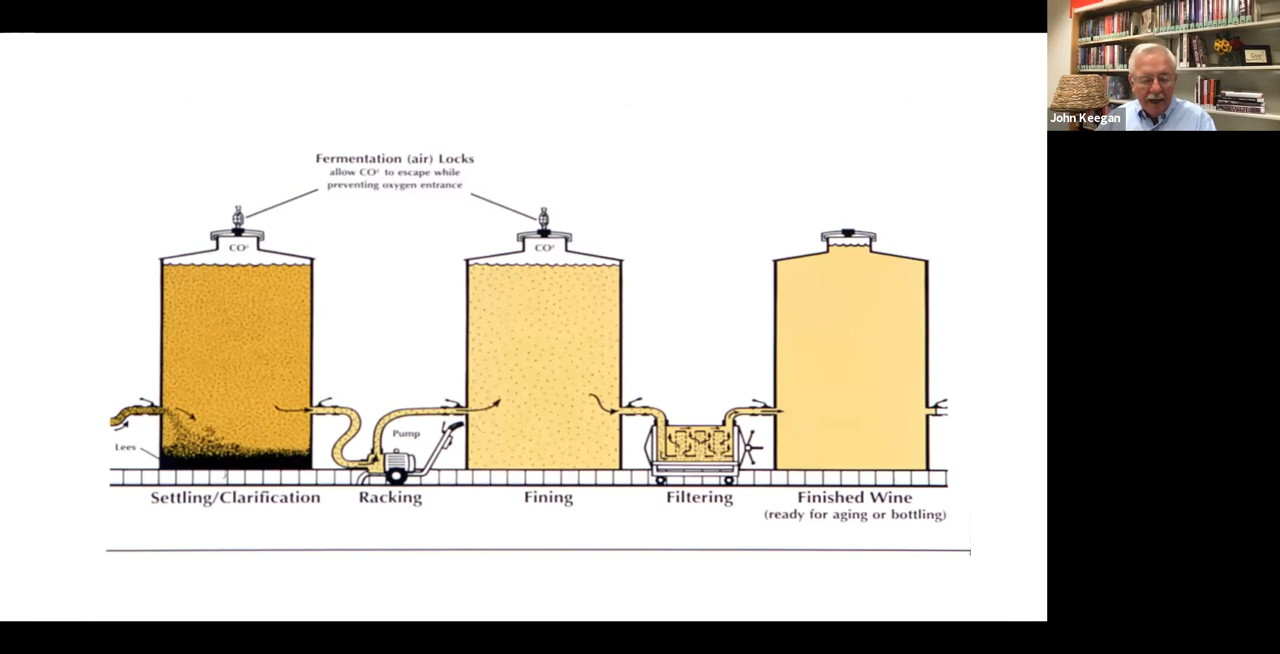 John Keegan
WINE
Fermentation (air) Locks
allow CO² to escape while
preventing oxygen entrance
CO²
CO²
Pump
Lees
Settling/Clarification
Racking
Fining
Filtering
Finished Wine
(ready for aging or bottling)